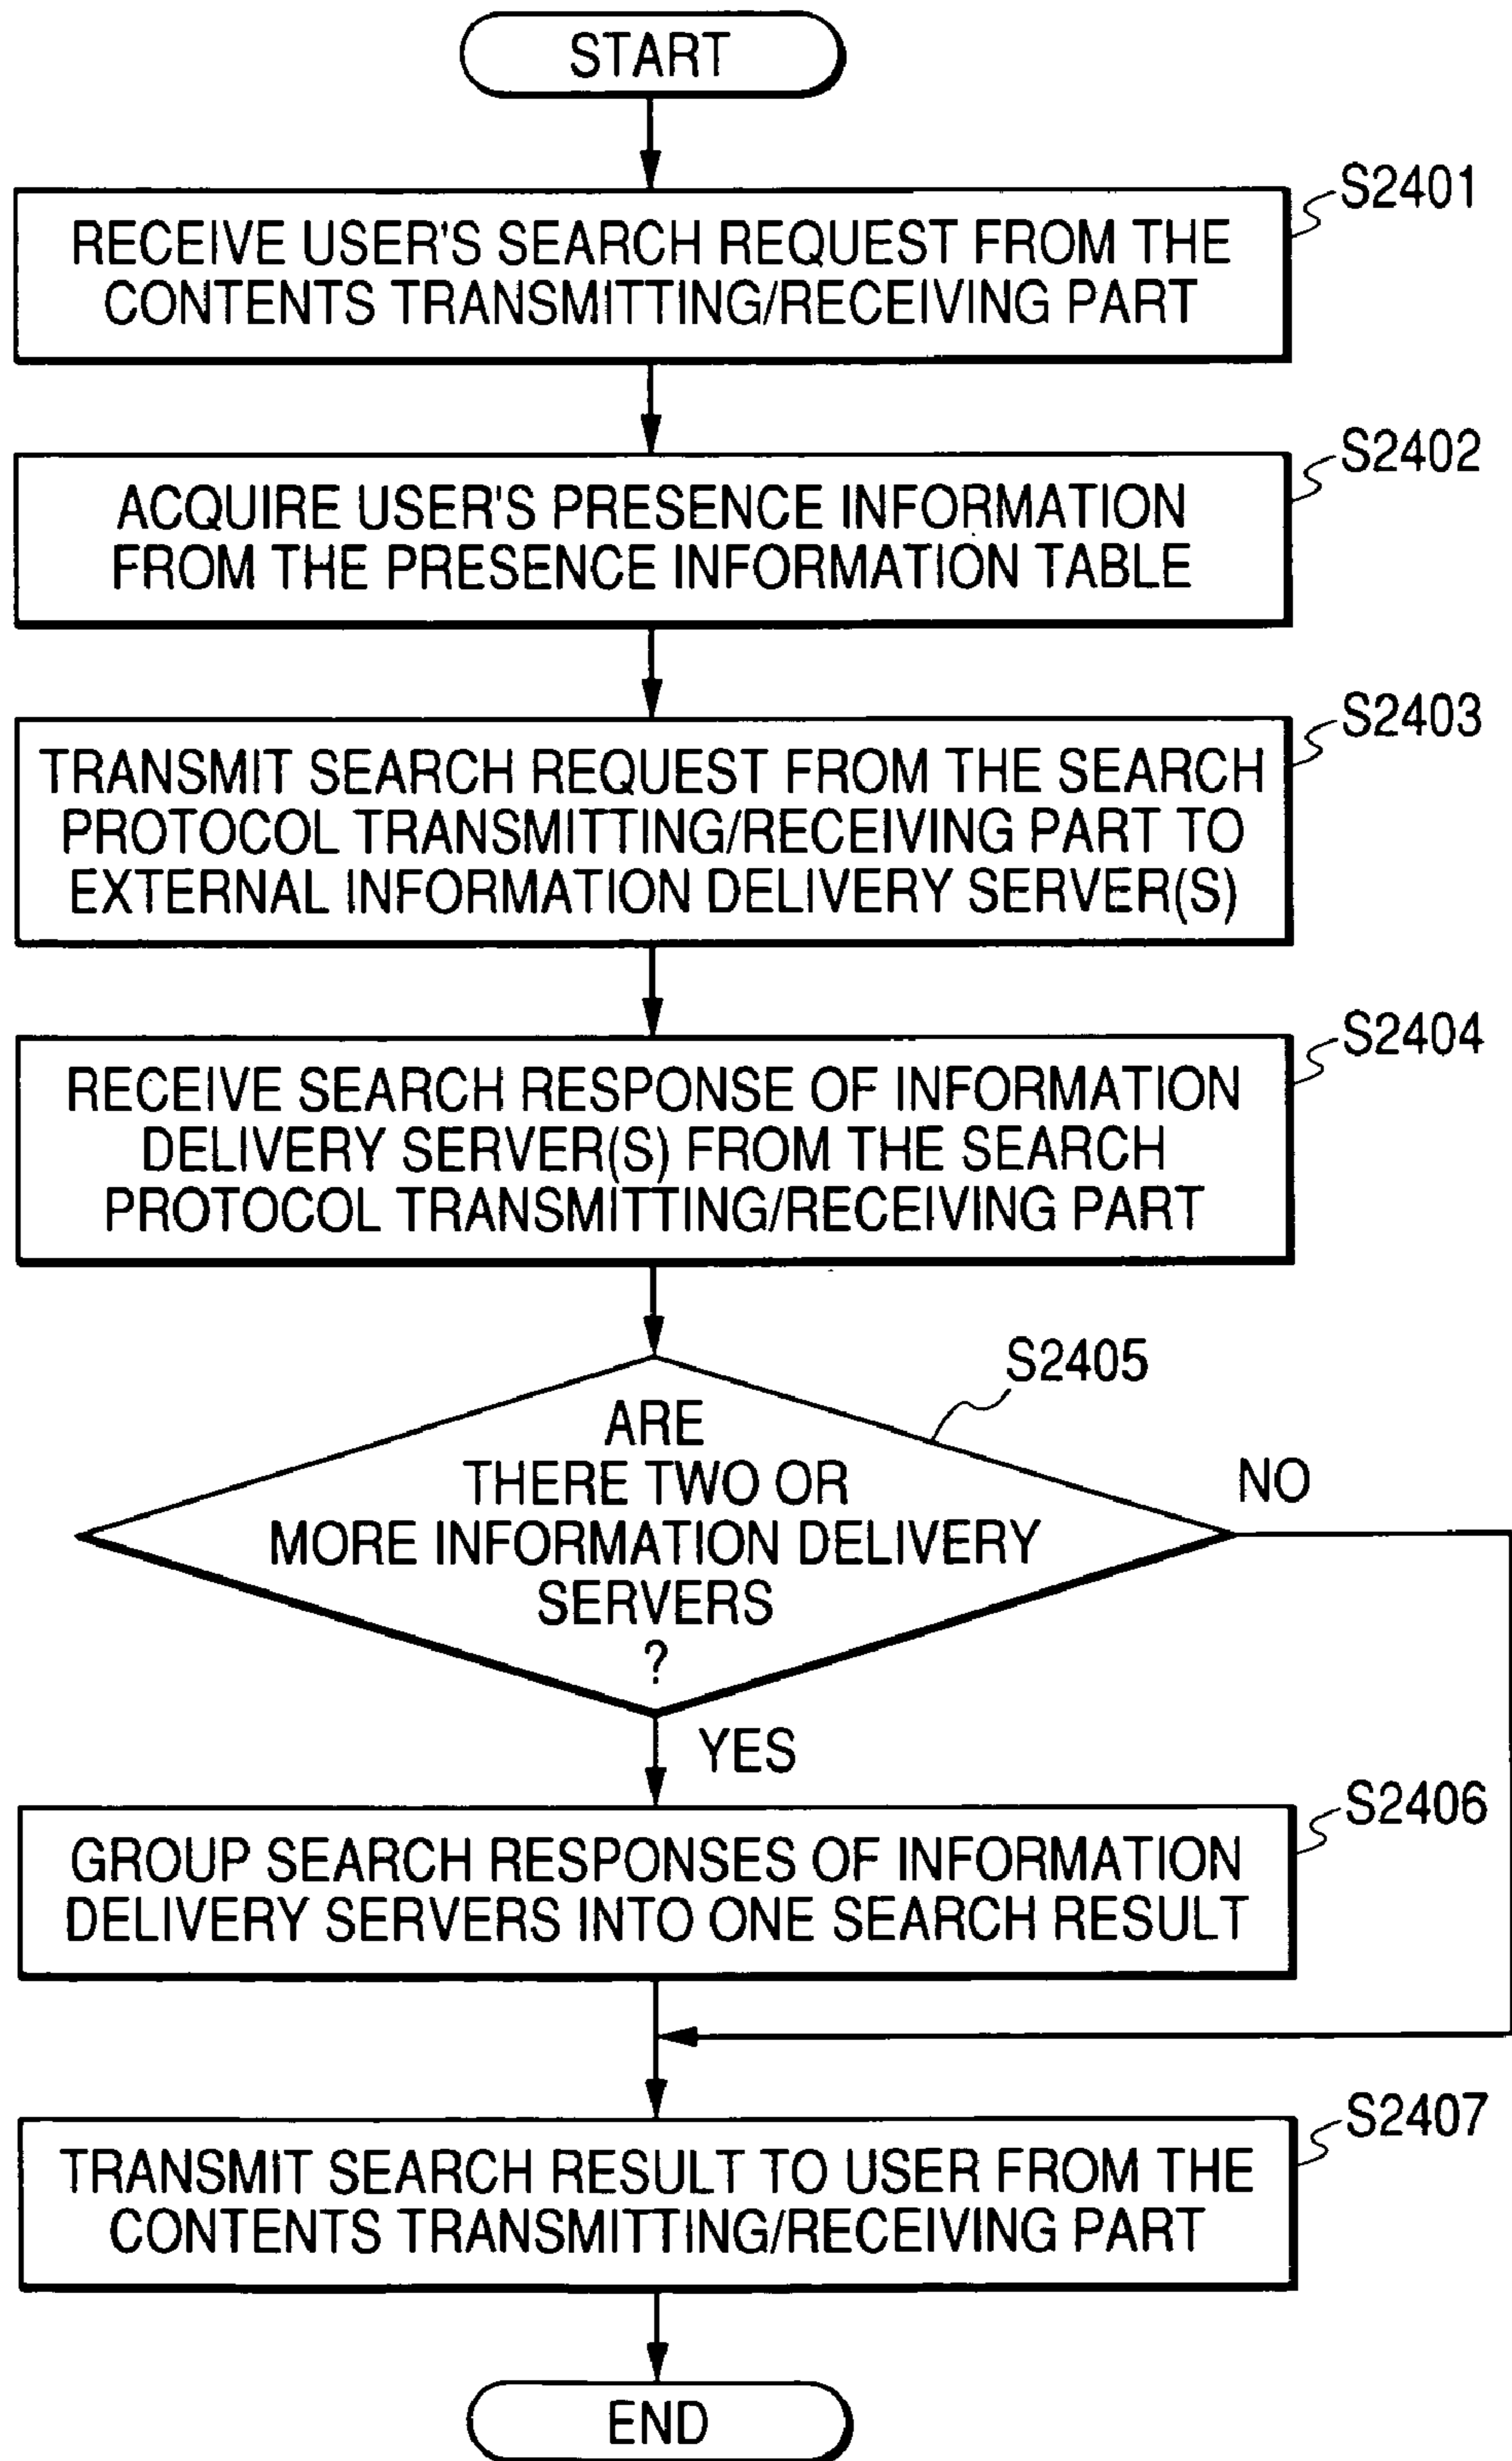 START
S2401
RECEIVE USER'S SEARCH REQUEST FROM THE
CONTENTS TRANSMITTING/RECEIVING PART
S2402
ACQUIRE USER'S PRESENCE INFORMATION
FROM THE PRESENCE INFORMATION TABLE
S2403
TRANSMIT SEARCH REQUEST FROM THE SEARCH
PROTOCOL TRANSMITTING/RECEIVING PART TO
EXTERNAL INFORMATION DELIVERY SERVER(S)
S2404
RECEIVE SEARCH RESPONSE OF INFORMATION
DELIVERY SERVER(S) FROM THE SEARCH
PROTOCOL TRANSMITTING/RECEIVING PART
S2405
ARE
THERE TWO OR
MORE INFORMATION DELIVERY
SERVERS
?
NO
YES
S2406
GROUP SEARCH RESPONSES OF INFORMATION
DELIVERY SERVERS INTO ONE SEARCH RESULT
S2407
TRANSMIT SEARCH RESULT TO USER FROM THE
CONTENTS TRANSMITTING/RECEIVING PART
END